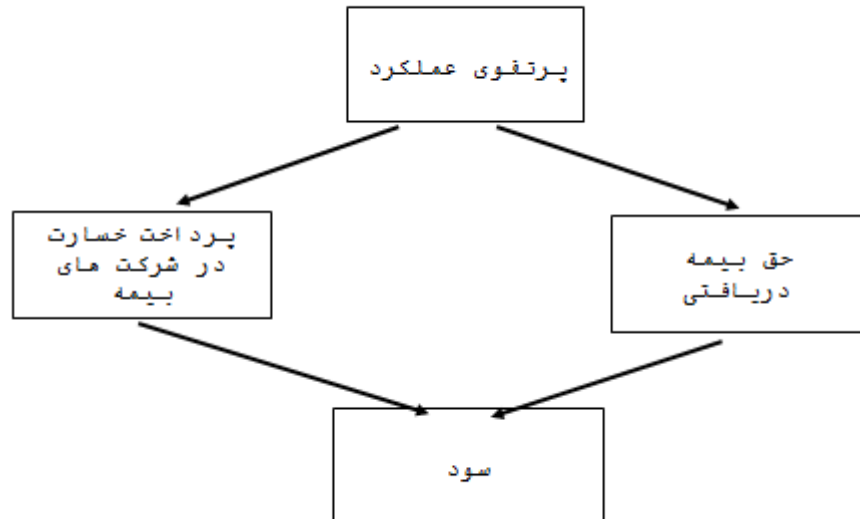 پرتفوی عملکرد
حق بیمه
دریافتی
پرداخت خسارت
در شرکت های
بیمه
سود